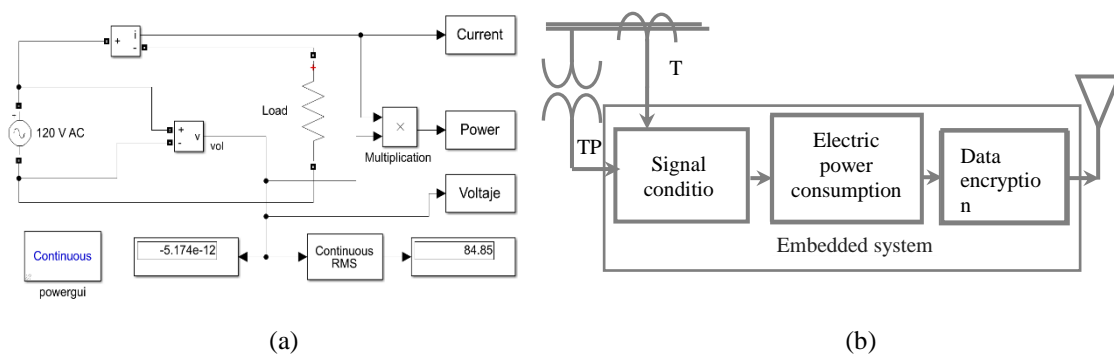 Current
+
i
-
+
Load
-
120 V AC
+
-
v
vol
×
Multiplication
Power
Voltaje
Continuous
powergui
-5.174e-12
Continuous
RMS
84.85
(a)
T
TP
Signal
conditio
Electric
power
consumption
Data
encryptio
n
Embedded system
(b)